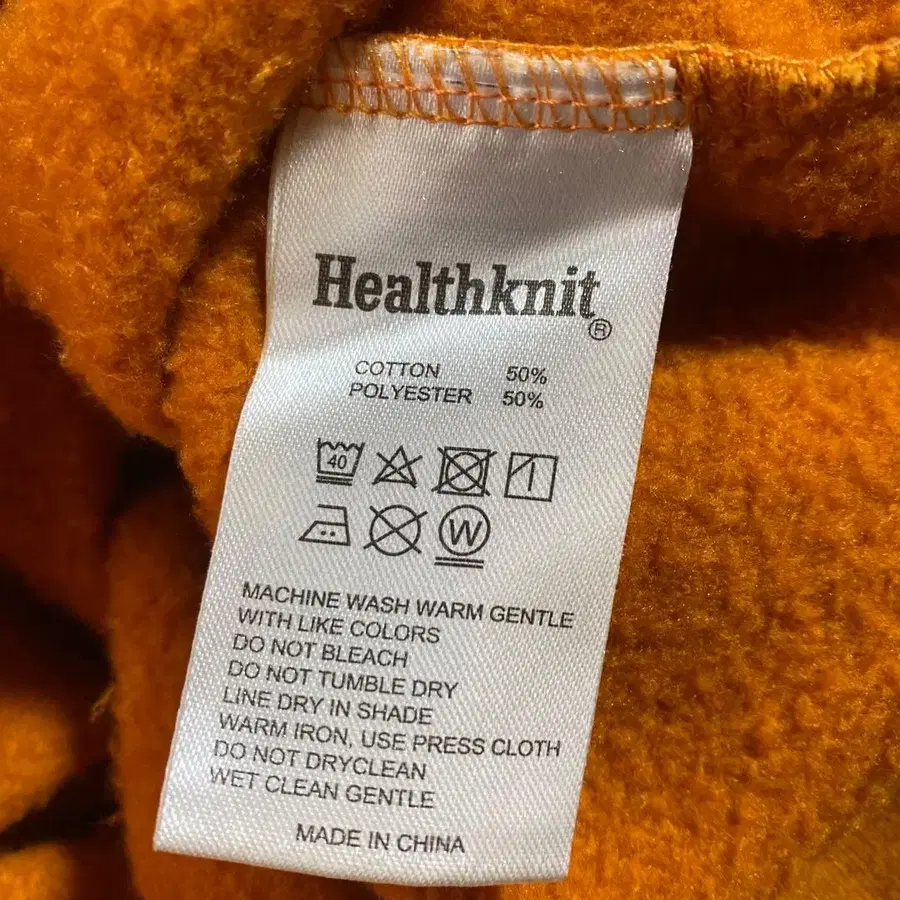 Healthknit®
COTTON 50%
POLYESTER 50%
40
W
MACHINE WASH WARM GENTLE
WITH LIKE COLORS
DO NOT BLEACH
DO NOT TUMBLE DRY
LINE DRY IN SHADE
WARM IRON, USE PRESS CLOTH
DO NOT DRYCLEAN
WET CLEAN GENTLE
MADE IN CHINA